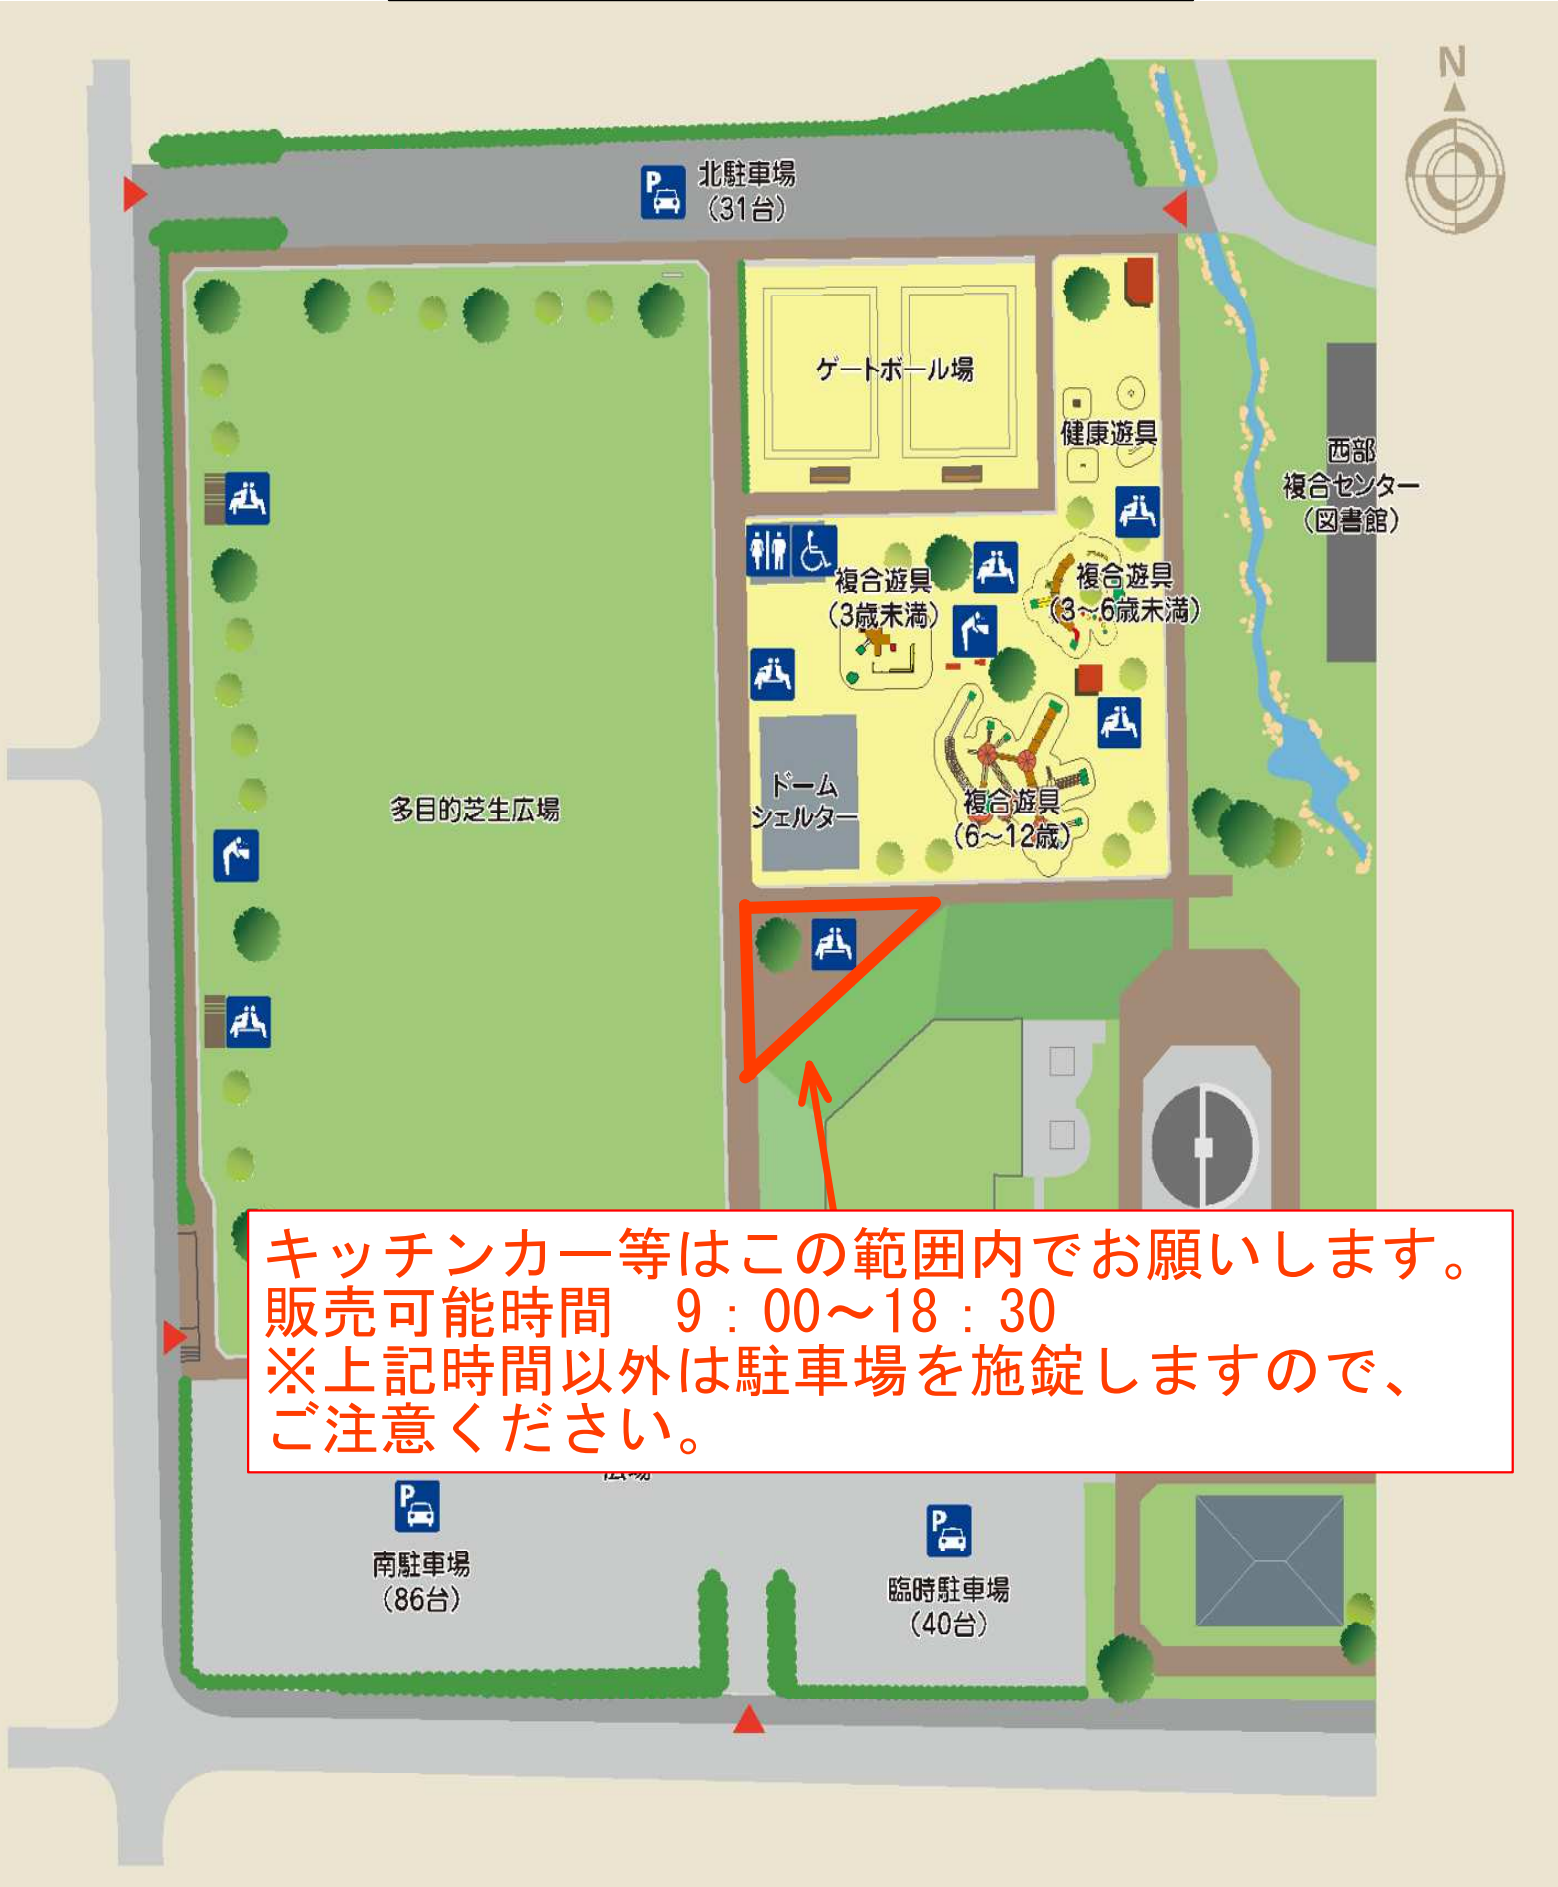 N
北駐車場
(31台)
ゲートボール場
健康遊具
西部
複合センター
(図書館)
複合遊具
(3歳未満)
複合遊具
(3～6歳未満)
ドーム
シェルター
複合遊具
(6～12歳)
多目的芝生広場
キッチンカー等はこの範囲内でお願いします。
販売可能時間　9：00～18：30
※上記時間以外は駐車場を施錠しますので、
ご注意ください。
P
南駐車場
(86台)
P
臨時駐車場
(40台)
P